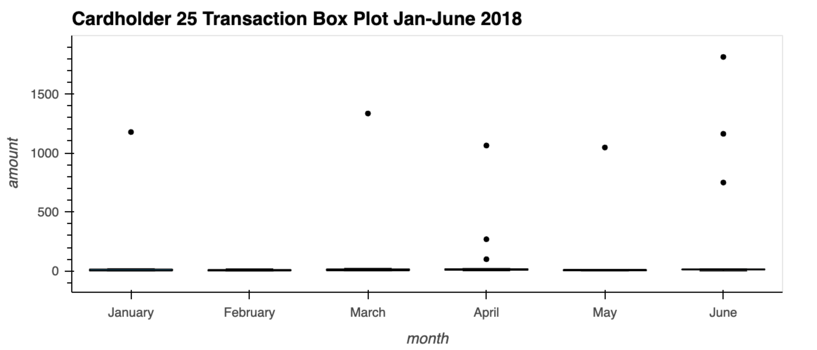 Cardholder 25 Transaction Box Plot Jan-June 2018
1500
1000
500
0
amount
January February March April May June
month